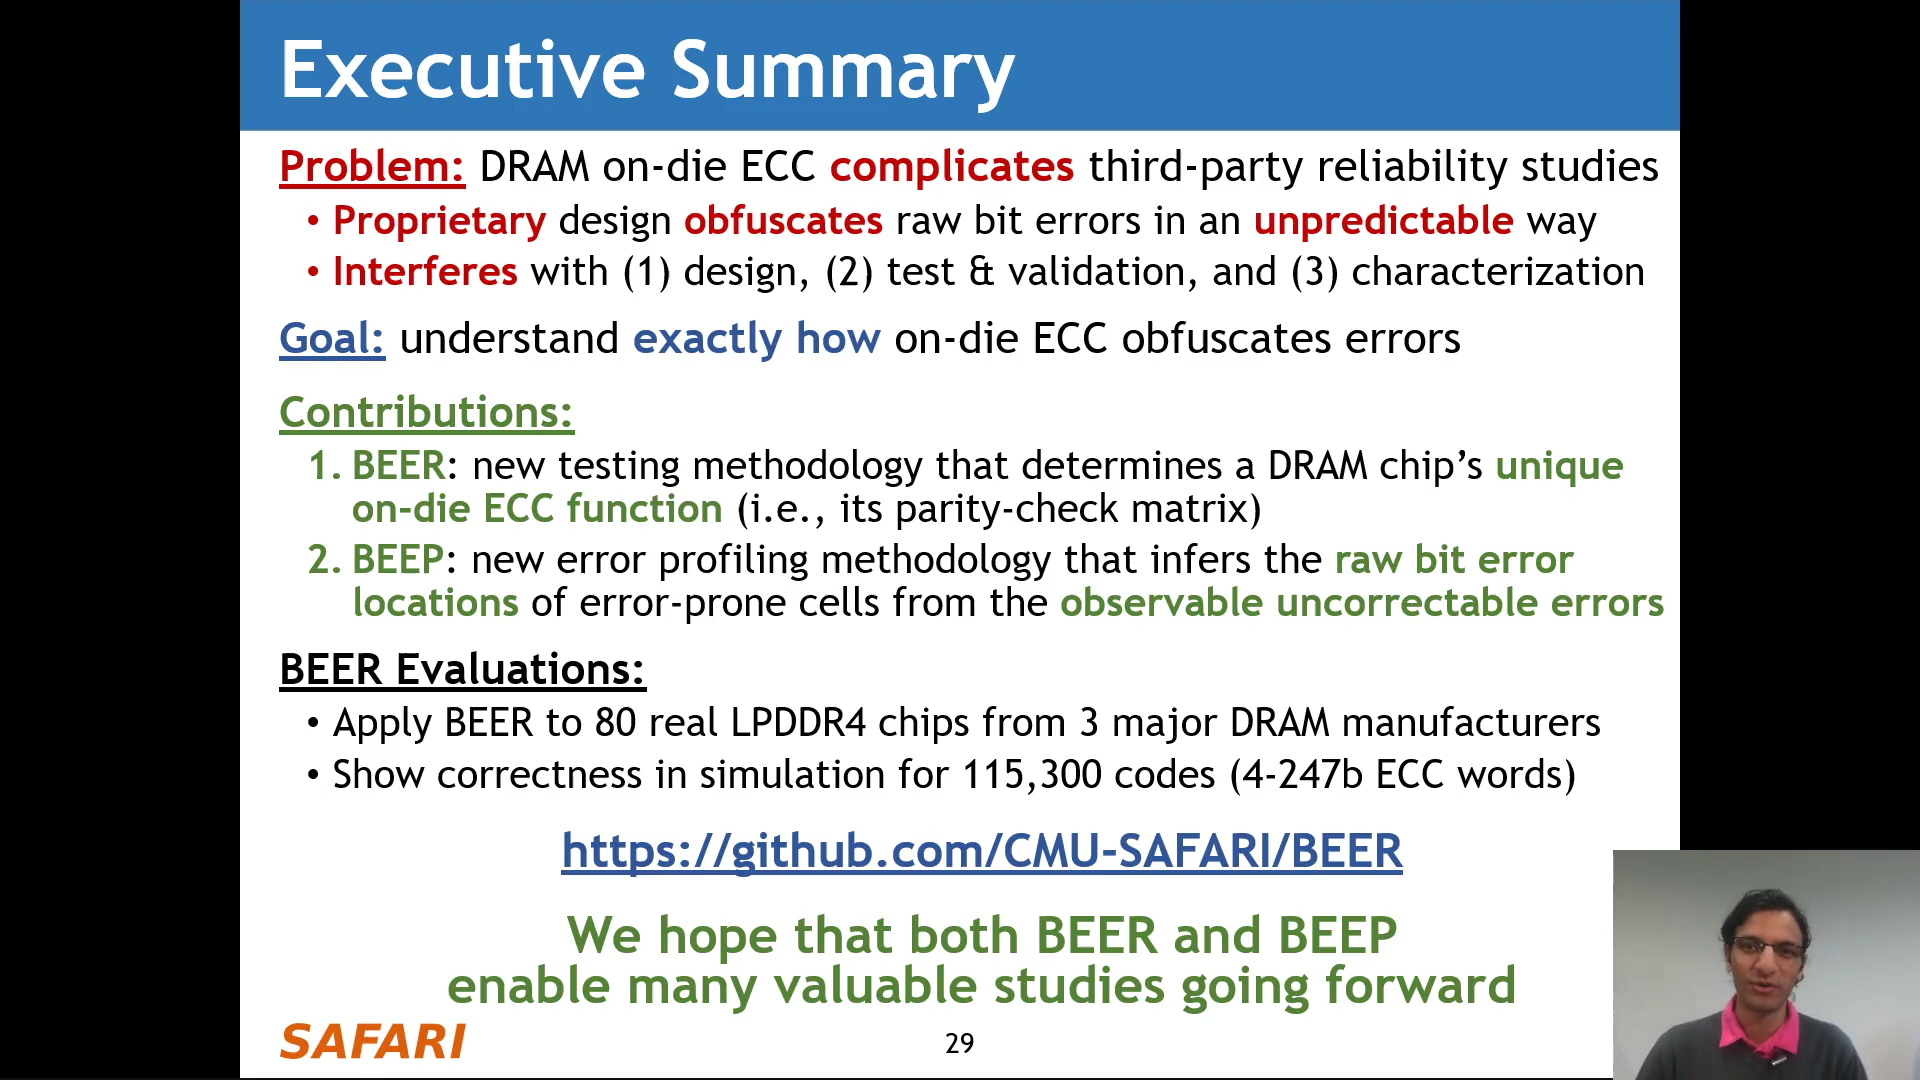 Executive Summary
Problem: DRAM on-die ECC complicates third-party reliability studies
• Proprietary design obfuscates raw bit errors in an unpredictable way
• Interferes with (1) design, (2) test & validation, and (3) characterization
Goal: understand exactly how on-die ECC obfuscates errors
Contributions:
1. BEER: new testing methodology that determines a DRAM chip’s unique
on-die ECC function (i.e., its parity-check matrix)
2. BEEP: new error profiling methodology that infers the raw bit error
locations of error-prone cells from the observable uncorrectable errors
BEER Evaluations:
• Apply BEER to 80 real LPDDR4 chips from 3 major DRAM manufacturers
• Show correctness in simulation for 115,300 codes (4-247b ECC words)
https://github.com/CMU-SAFARI/BEER
We hope that both BEER and BEEP
enable many valuable studies going forward
SAFARI
29